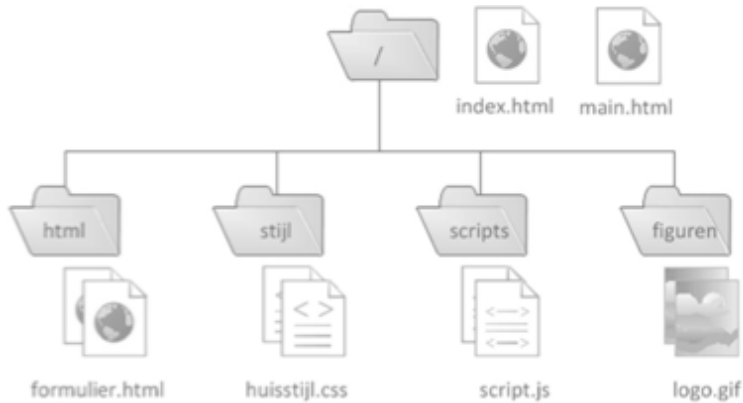 /
index.html main.html
html stijl scripts figuren
< >
<--> 
<-->
formulier.html huisstijl.css script.js logo.gif